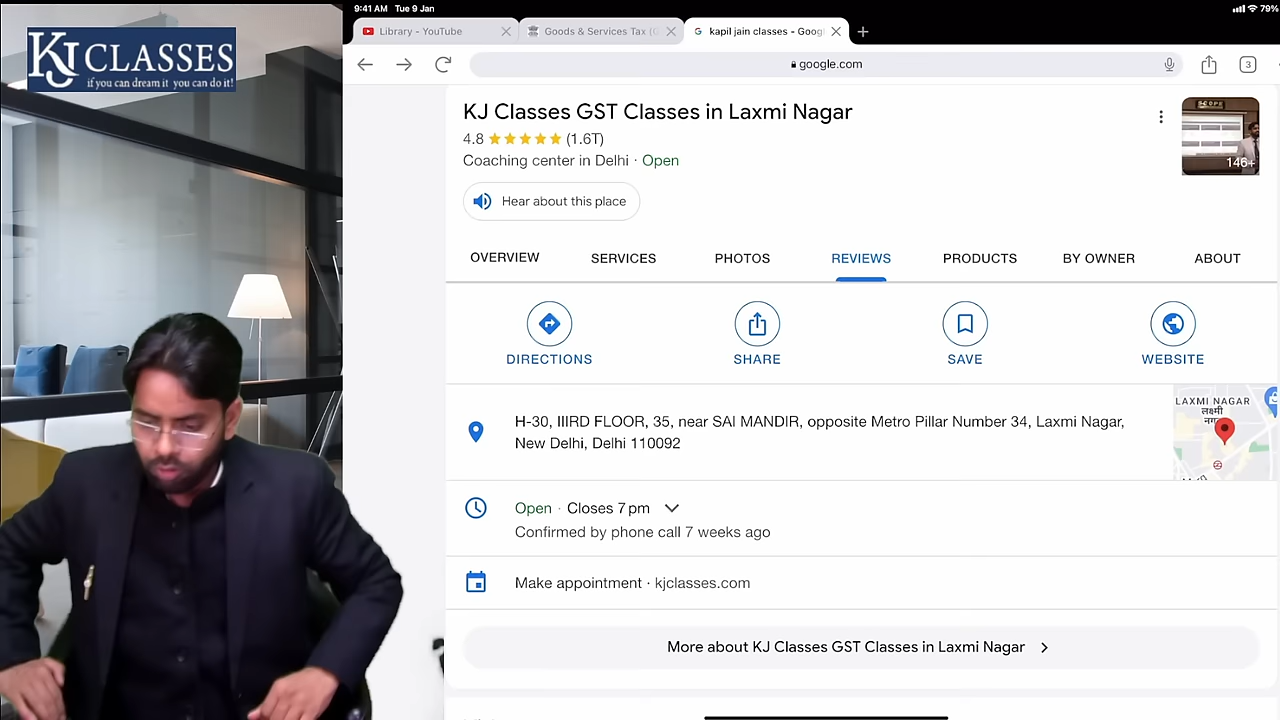 9:41 AM Tue 9 Jan
79%
KJ CLASSES
if you can dream it you can do it!
Library - YouTube
Goods & Services Tax (
kapil jain classes - Goog
google.com
3
KJ Classes GST Classes in Laxmi Nagar
4.8 (1.6T)
Coaching center in Delhi · Open
146+
SCOPE
Hear about this place
OVERVIEW SERVICES PHOTOS REVIEWS PRODUCTS BY OWNER ABOUT
DIRECTIONS SHARE SAVE WEBSITE
H-30, IIIRD FLOOR, 35, near SAI MANDIR, opposite Metro Pillar Number 34, Laxmi Nagar,
New Delhi, Delhi 110092
LAXMI NAGAR
लक्ष्मी
नगर
Open · Closes 7 pm
Confirmed by phone call 7 weeks ago
Make appointment · kjclasses.com
More about KJ Classes GST Classes in Laxmi Nagar